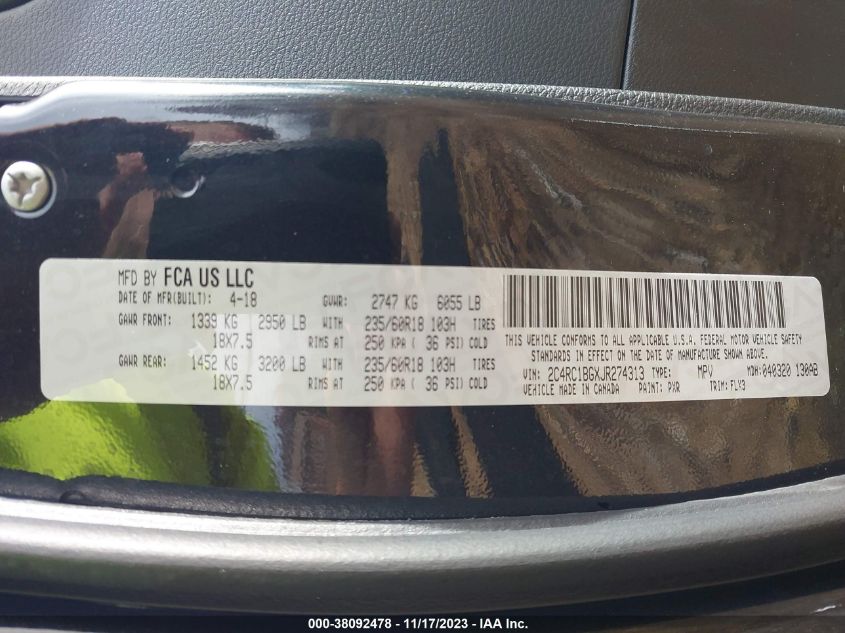 MFD BY FCA US LLC
DATE OF MFR(BUILT): 4-18 GVWR: 2747 KG 6055 LB
GAWR FRONT: 1339 KG 2950 LB WITH 235/60R18 103H TIRES
18X7.5 RIMS AT 250 KPA ( 36 PSI) COLD
GAWR REAR: 1452 KG 3200 LB WITH 235/60R18 103H TIRES
18X7.5 RIMS AT 250 KPA ( 36 PSI) COLD
THIS VEHICLE CONFORMS TO ALL APPLICABLE U.S.A. FEDERAL MOTOR VEHICLE SAFETY
STANDARDS IN EFFECT ON THE DATE OF MANUFACTURE SHOWN ABOVE.
VIN: 2C4RC1BGXJR274313 TYPE: MPV MDH: 040320 130AB
VEHICLE MADE IN CANADA PAINT: PXR TRIM: FLX3
000-38092478 - 11/17/2023 - IAA, Inc.